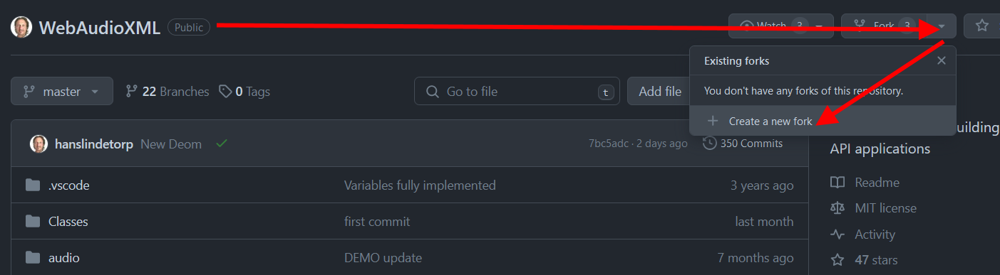 WebAudioXML Public
Watch 3 Fork 3
Existing forks
You don't have any forks of this repository.
Create a new fork
master 22 Branches 0 Tags Go to file t Add file
uilding
API applications
hanslindetorp New Deom 7bc5adc · 2 days ago 350 Commits
.vscode Variables fully implemented 3 years ago
Classes first commit last month
audio DEMO update 7 months ago
Readme
MIT license
Activity
47 stars